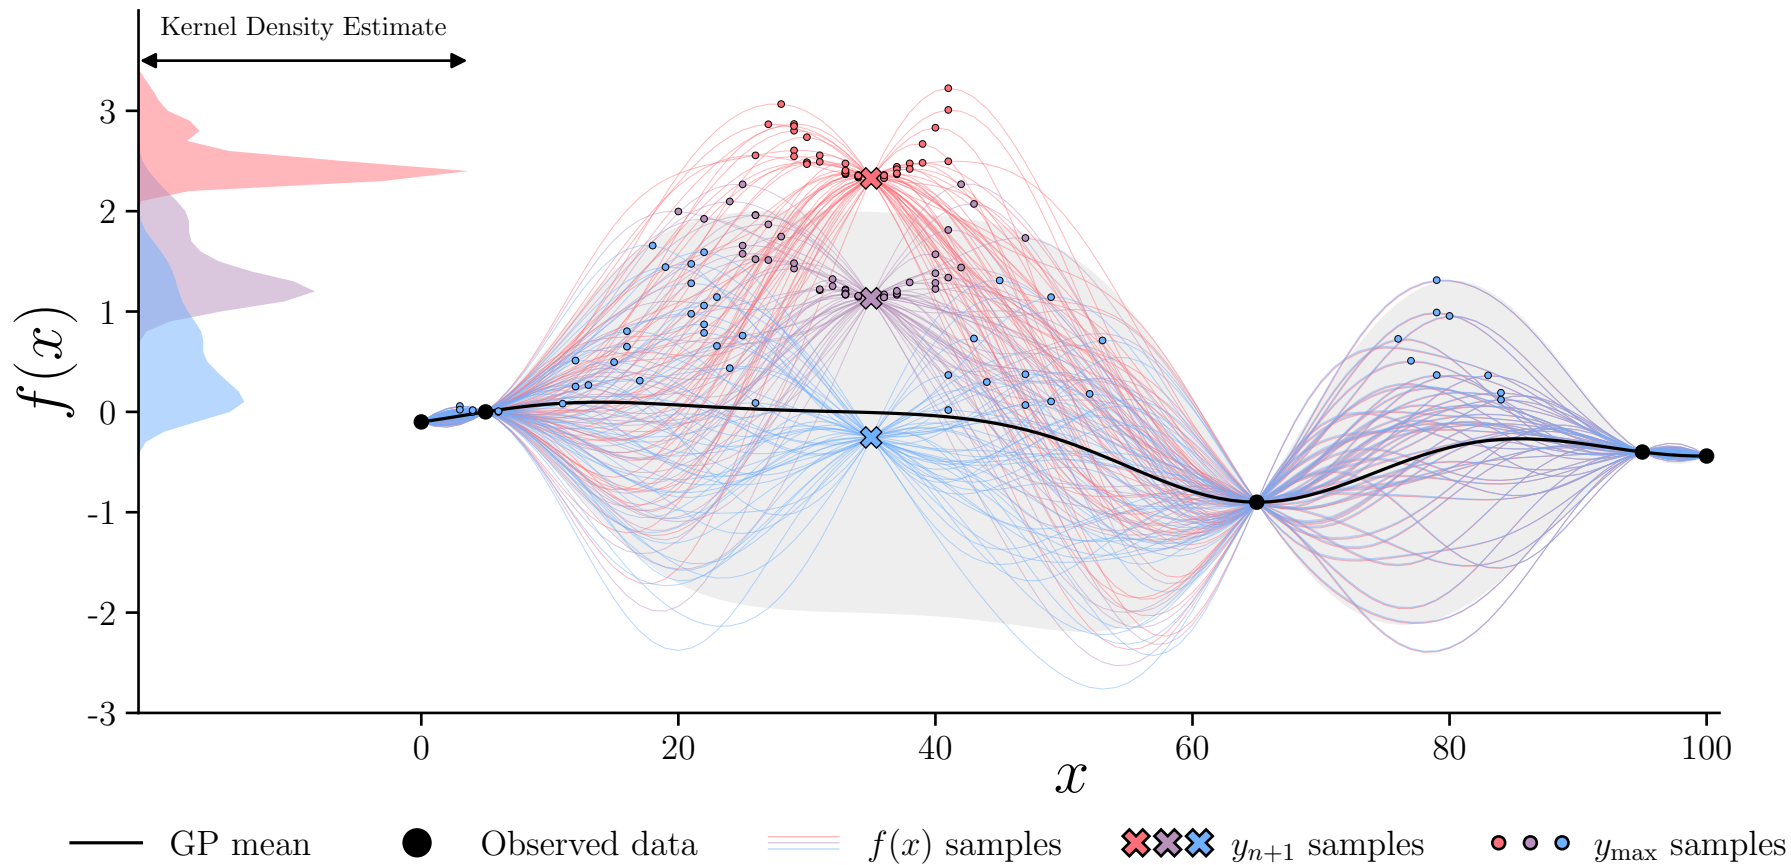 Kernel Density Estimate
3
2
1
0
-1
-2
-3
f(x)
0 20 40 60 80 100
x
GP mean Observed data f(x) samples yₙ₊₁ samples y_max samples